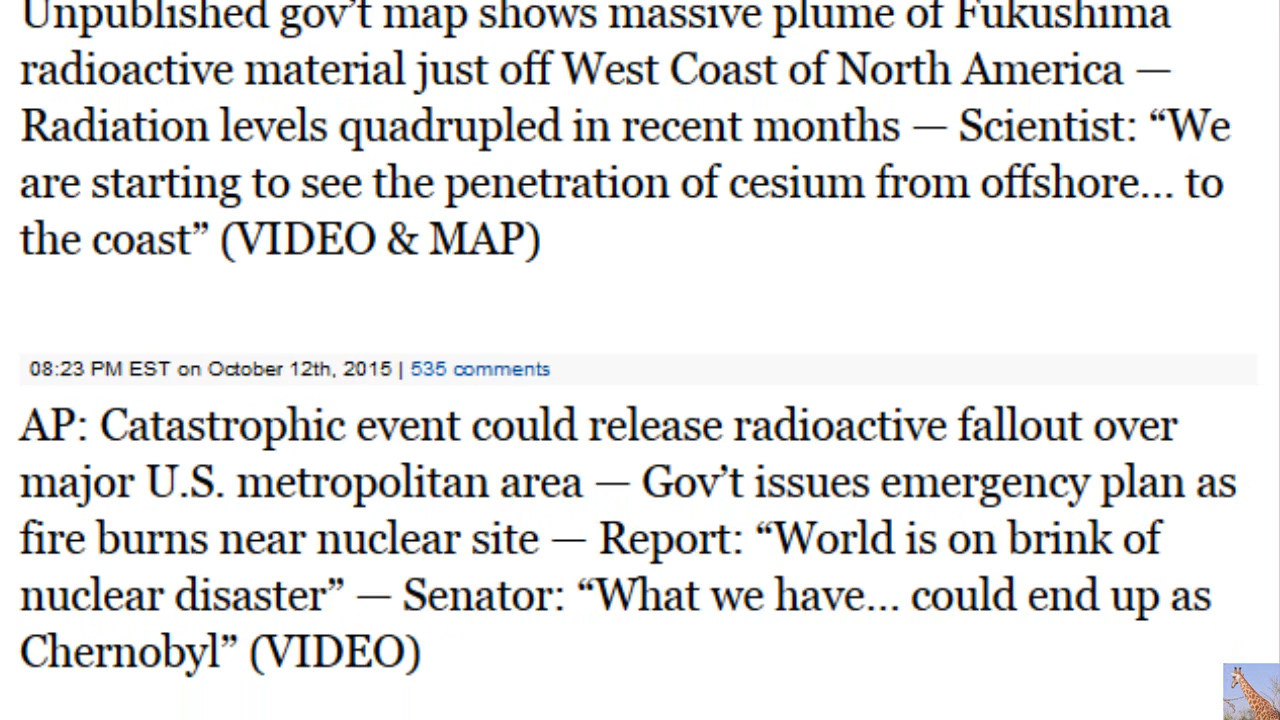 Unpublished gov’t map shows massive plume of Fukushima
radioactive material just off West Coast of North America —
Radiation levels quadrupled in recent months — Scientist: “We
are starting to see the penetration of cesium from offshore… to
the coast” (VIDEO & MAP)
08:23 PM EST on October 12th, 2015 | 535 comments
AP: Catastrophic event could release radioactive fallout over
major U.S. metropolitan area — Gov’t issues emergency plan as
fire burns near nuclear site — Report: “World is on brink of
nuclear disaster” — Senator: “What we have… could end up as
Chernobyl” (VIDEO)